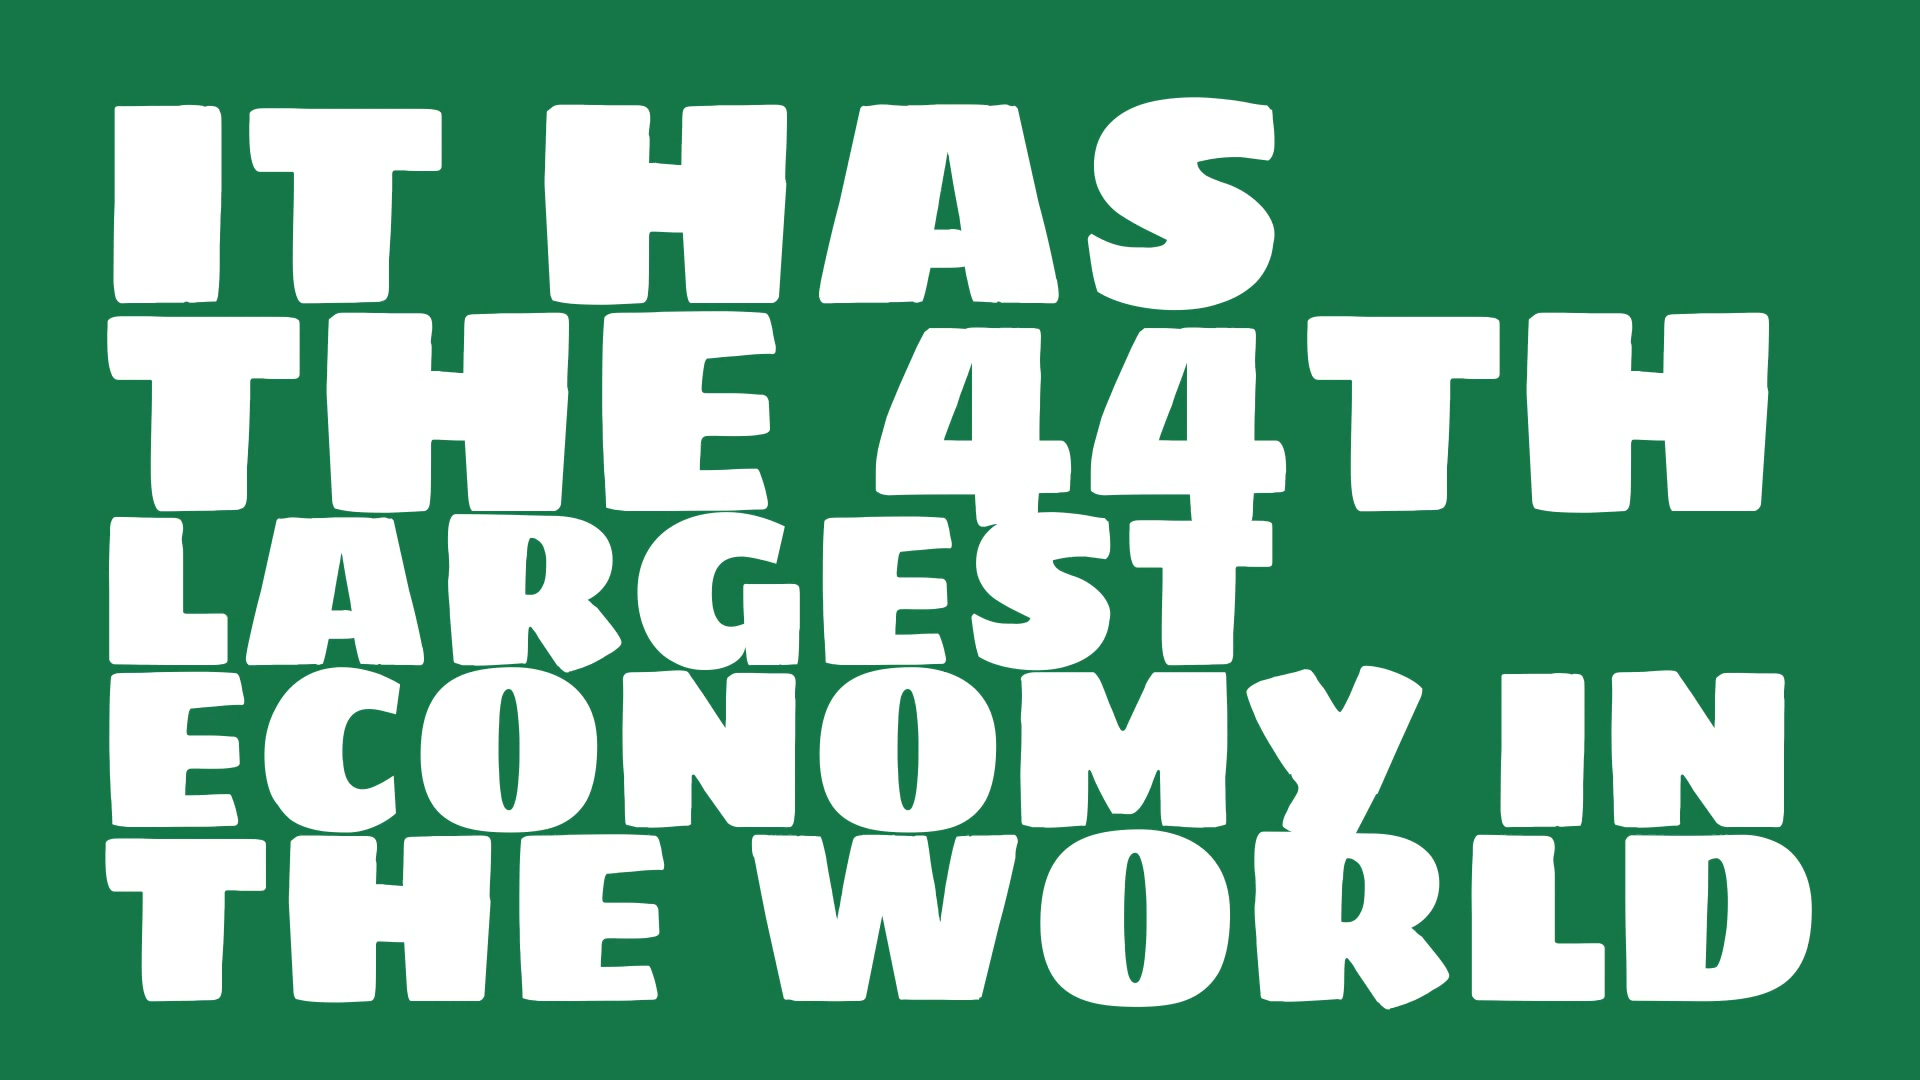 IT HAS
THE 44TH
LARGEST
ECONOMY IN
THE WORLD